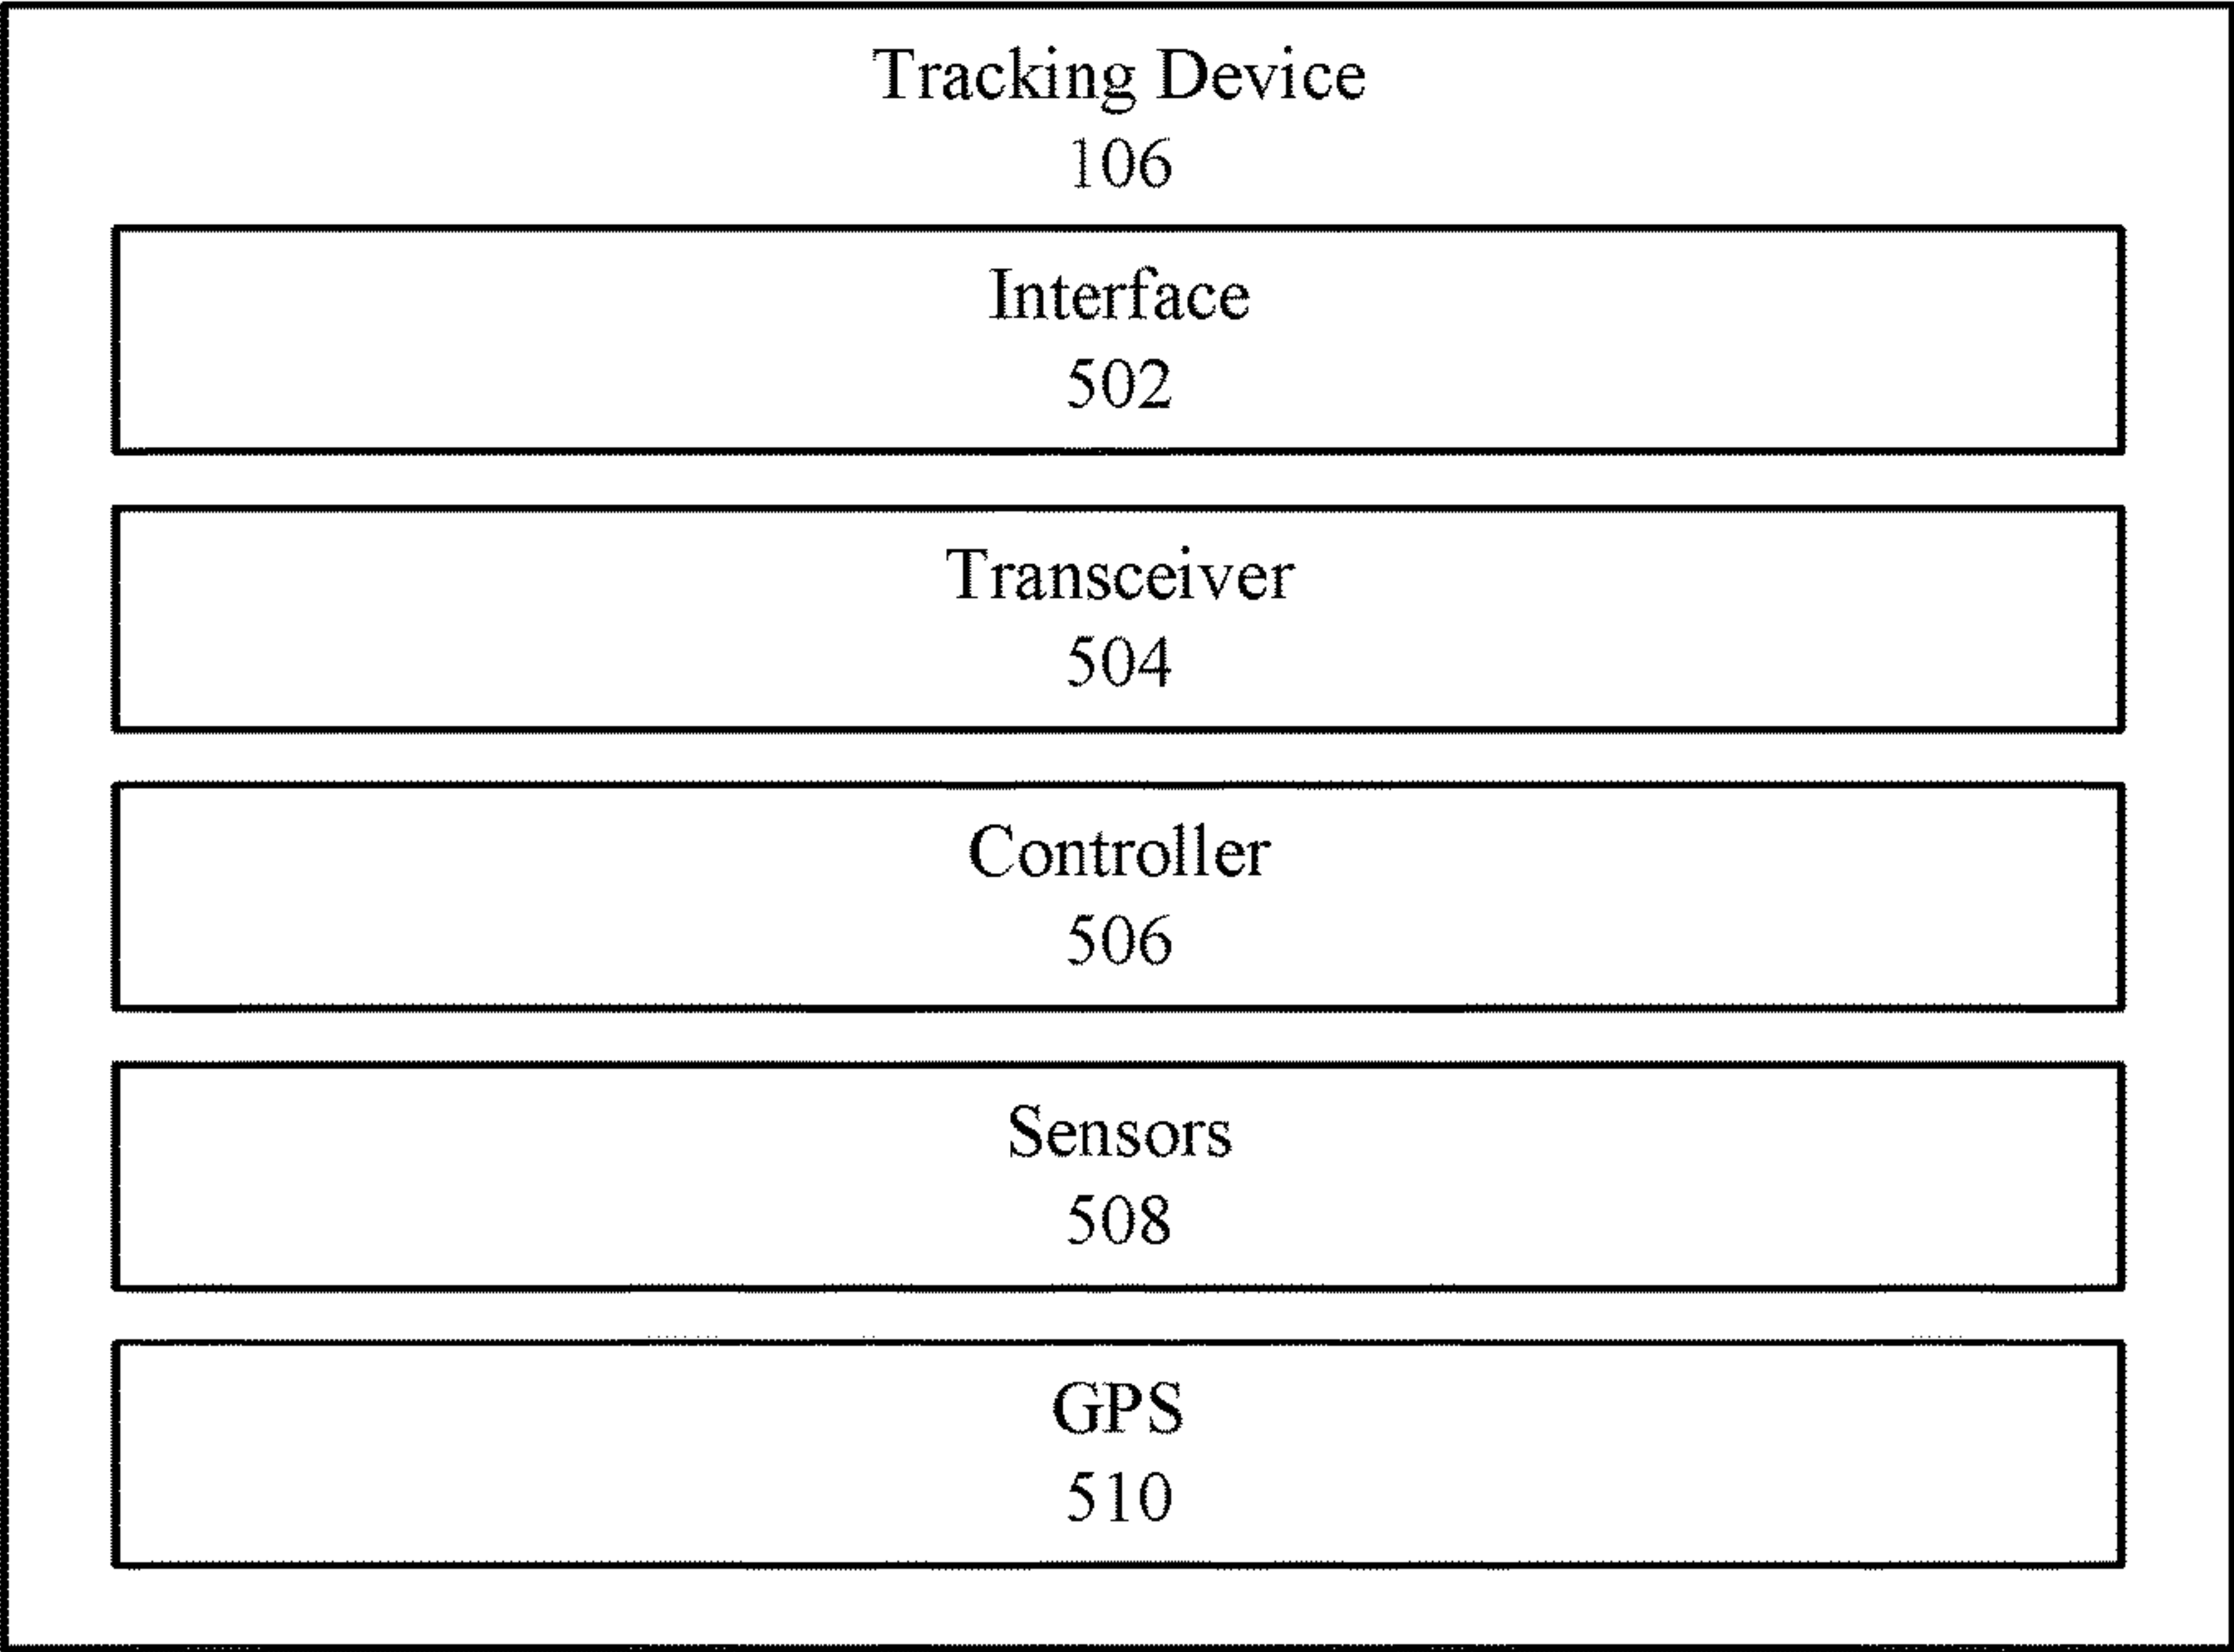 Tracking Device
106
Interface
502
Transceiver
504
Controller
506
Sensors
508
GPS
510